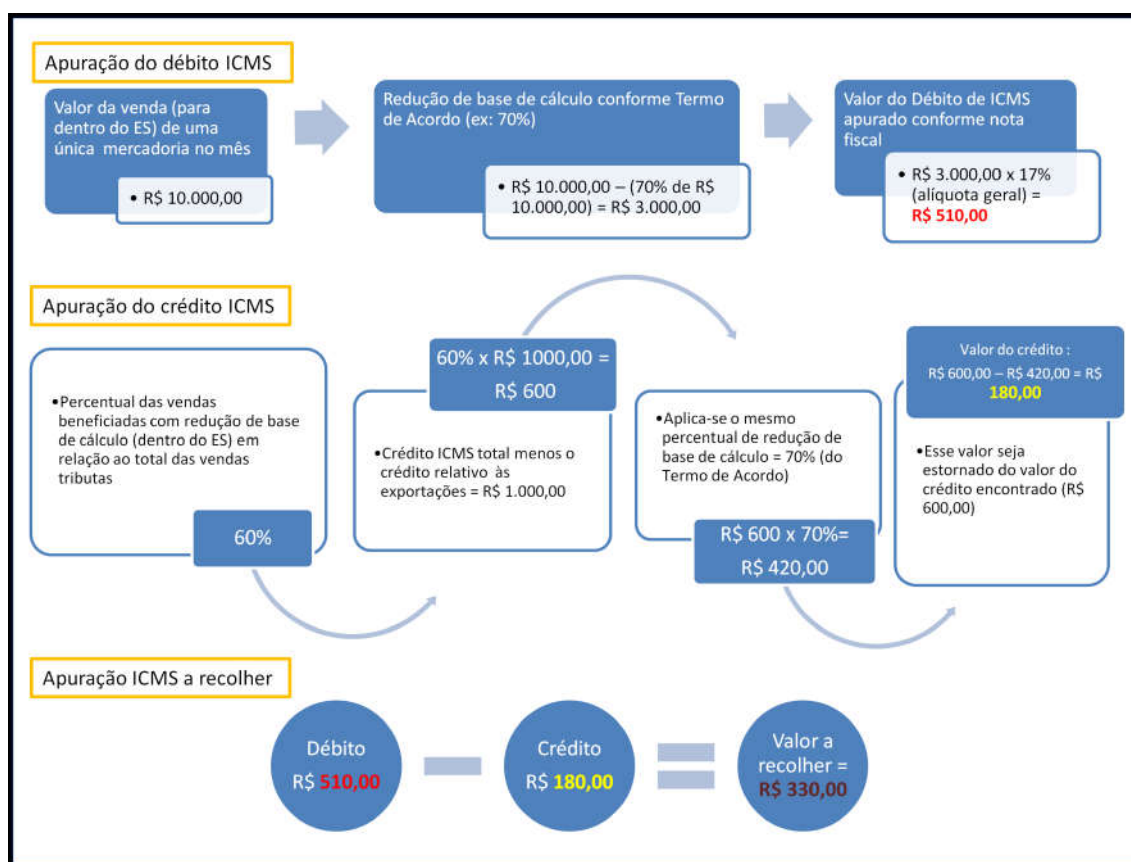 Apuração do débito ICMS
Valor da venda (para
dentro do ES) de uma
única mercadoria no mês
• R$ 10.000,00
Redução de base de cálculo conforme Termo
de Acordo (ex: 70%)
• R$ 10.000,00 – (70% de R$
10.000,00) = R$ 3.000,00
Valor do Débito de ICMS
apurado conforme nota
fiscal
• R$ 3.000,00 x 17%
(alíquota geral) =
R$ 510,00
Apuração do crédito ICMS
•Percentual das vendas
beneficiadas com redução de base
de cálculo (dentro do ES) em
relação ao total das vendas
tributas
60%
60% x R$ 1000,00 =
R$ 600
•Crédito ICMS total menos o
crédito relativo às
exportações = R$ 1.000,00
•Aplica-se o mesmo
percentual de redução de
base de cálculo = 70% (do
Termo de Acordo)
R$ 600 x 70%=
R$ 420,00
Valor do crédito :
R$ 600,00 – R$ 420,00 = R$
180,00
•Esse valor seja
estornado do valor do
crédito encontrado (R$
600,00)
Apuração ICMS a recolher
Débito
R$ 510,00
Crédito
R$ 180,00
Valor a
recolher =
R$ 330,00